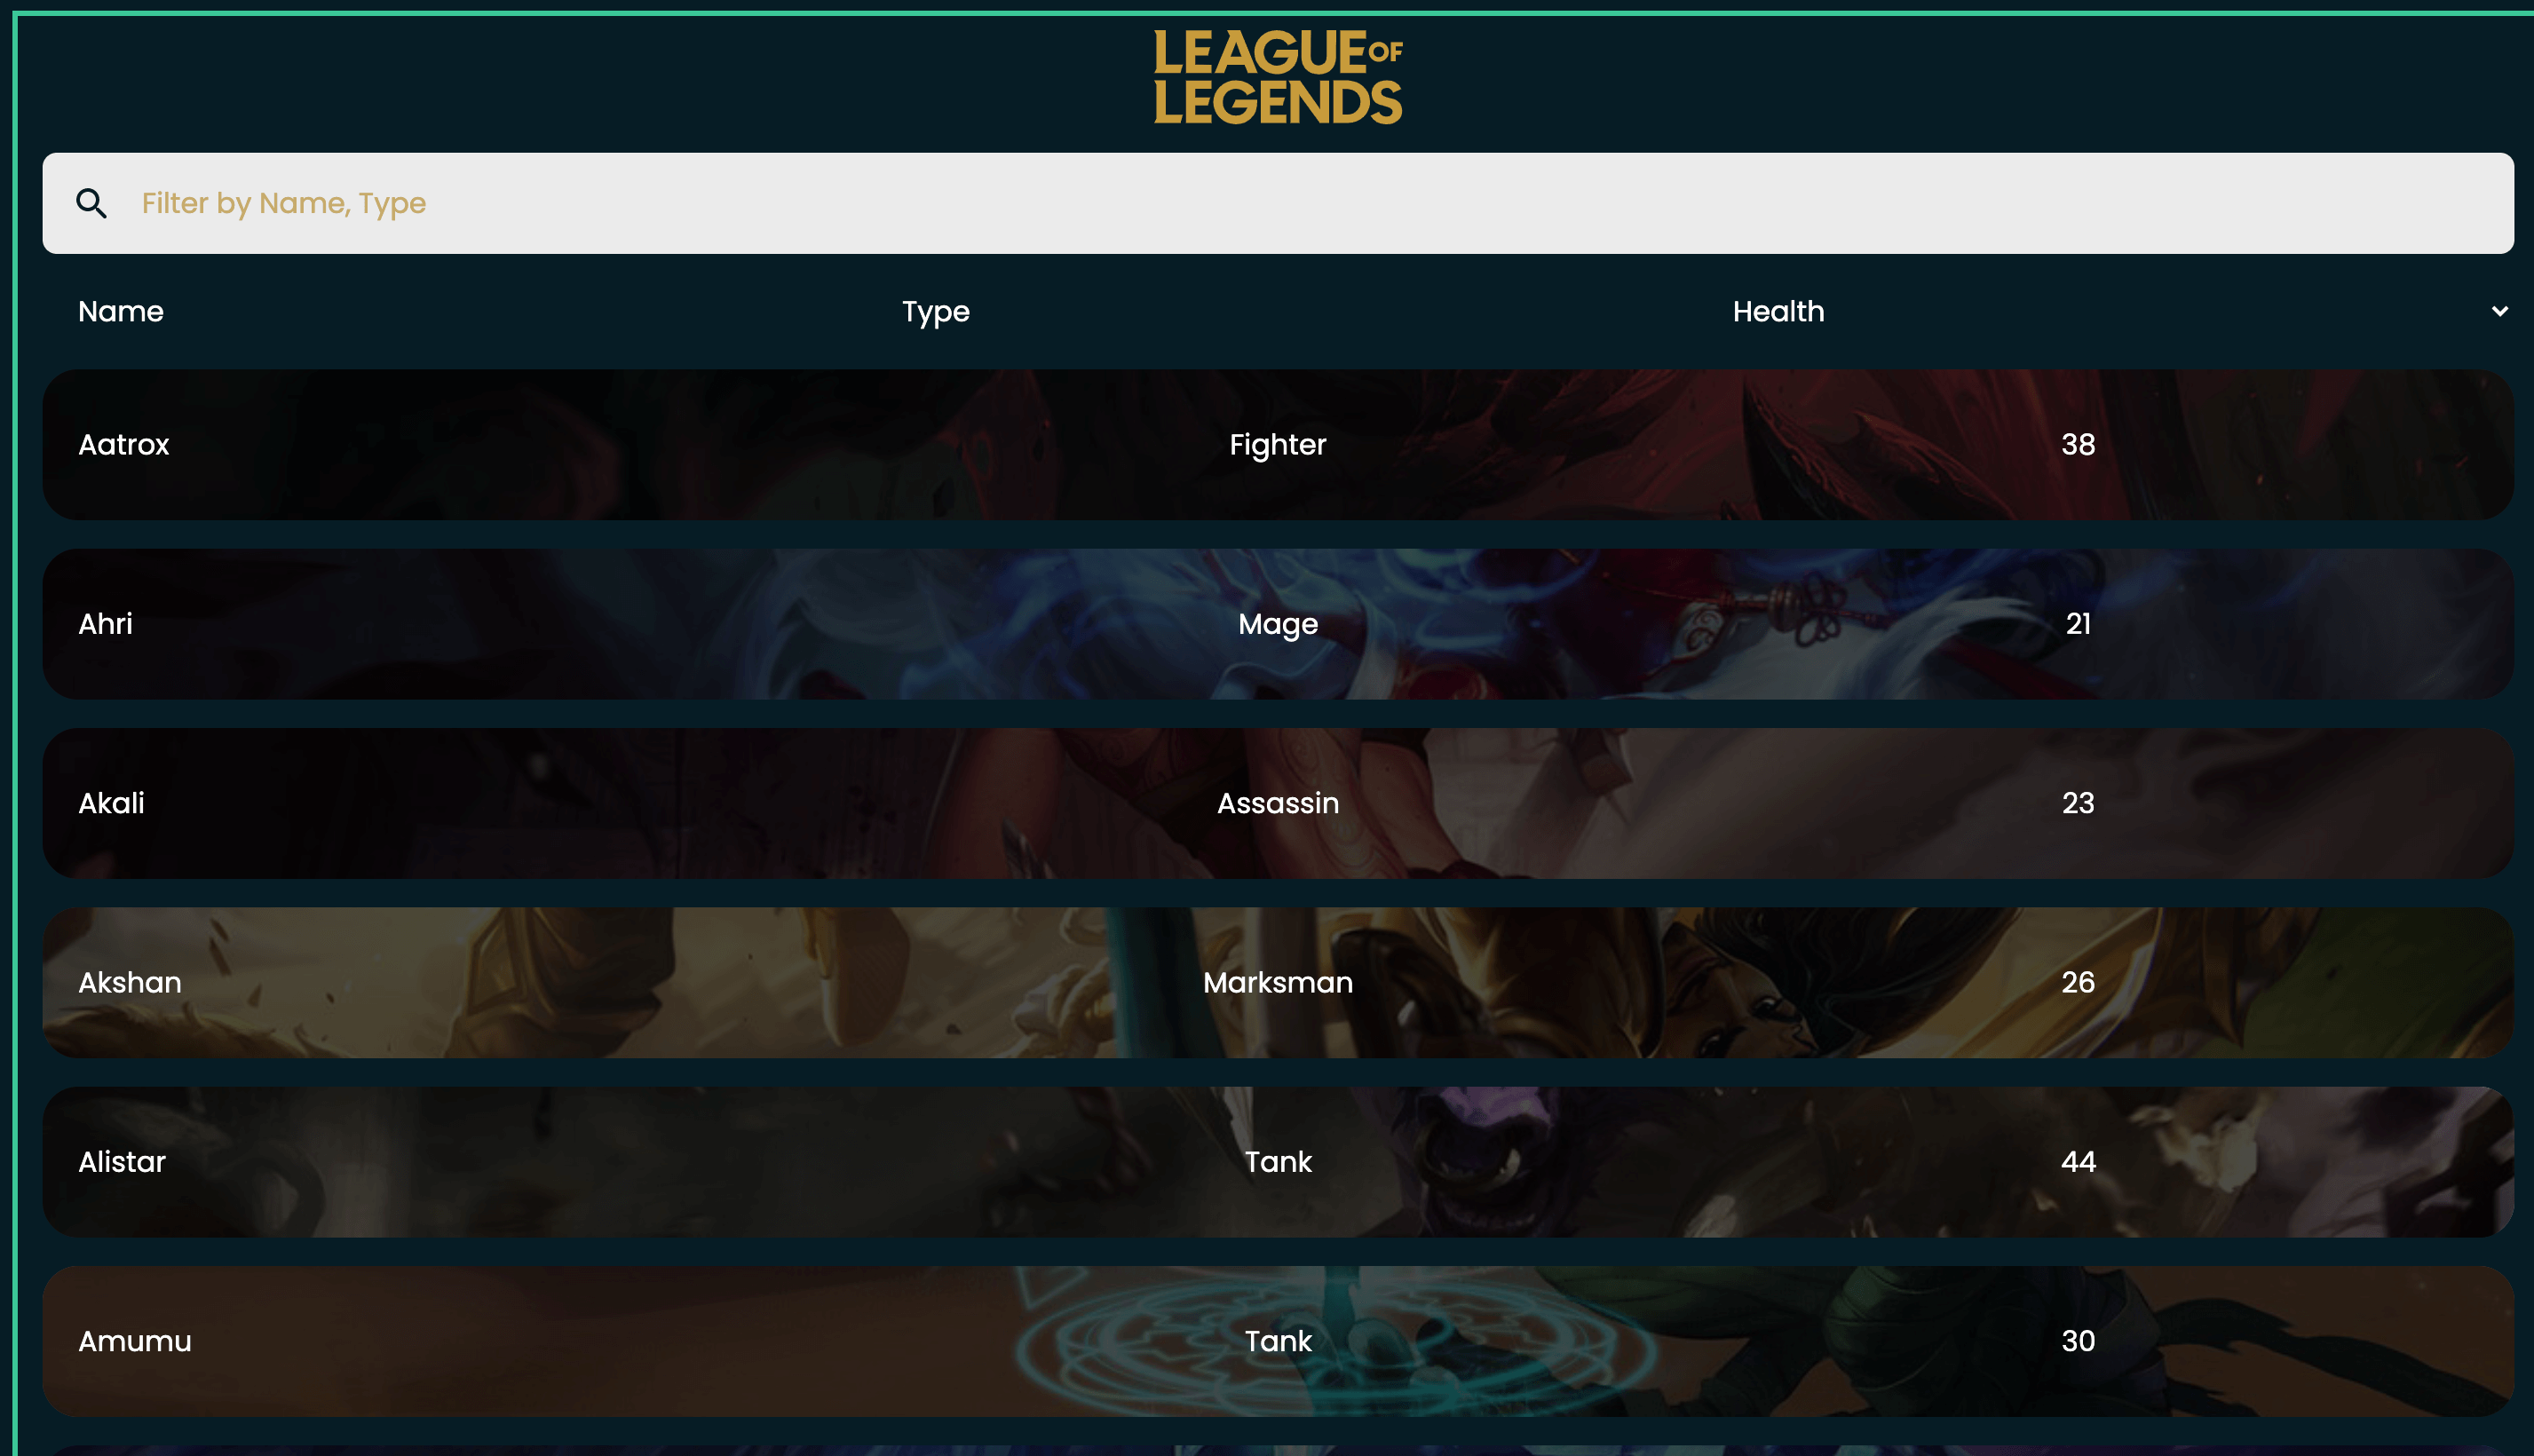 LEAGUE OF
LEGENDS
Filter by Name, Type
Name Type Health
Aatrox Fighter 38
Ahri Mage 21
Akali Assassin 23
Akshan Marksman 26
Alistar Tank 44
Amumu Tank 30